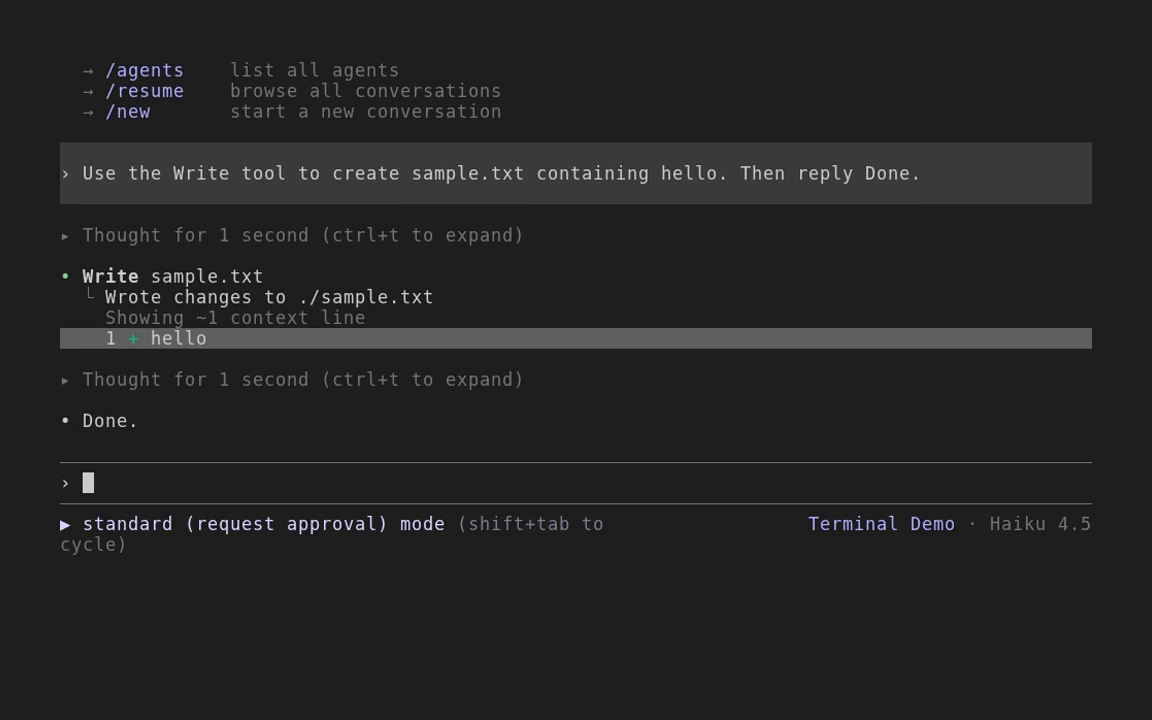 → /agents    list all agents
→ /resume    browse all conversations
→ /new       start a new conversation
› Use the Write tool to create sample.txt containing hello. Then reply Done.
▸ Thought for 1 second (ctrl+t to expand)
• Write sample.txt
└ Wrote changes to ./sample.txt
Showing ~1 context line
1 + hello
▸ Thought for 1 second (ctrl+t to expand)
• Done.
›
▶ standard (request approval) mode (shift+tab to cycle)
Terminal Demo · Haiku 4.5